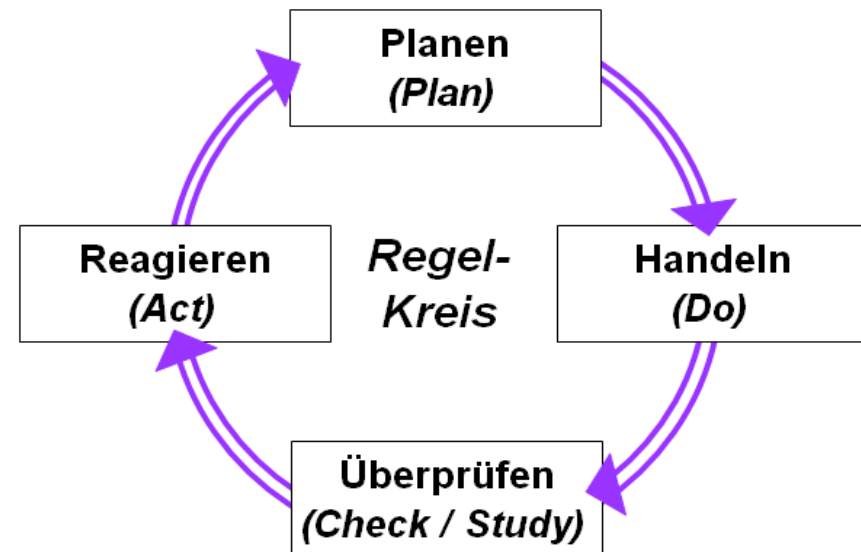 Planen
(Plan)
Reagieren
(Act)
Regel-
Kreis
Handeln
(Do)
Überprüfen
(Check / Study)